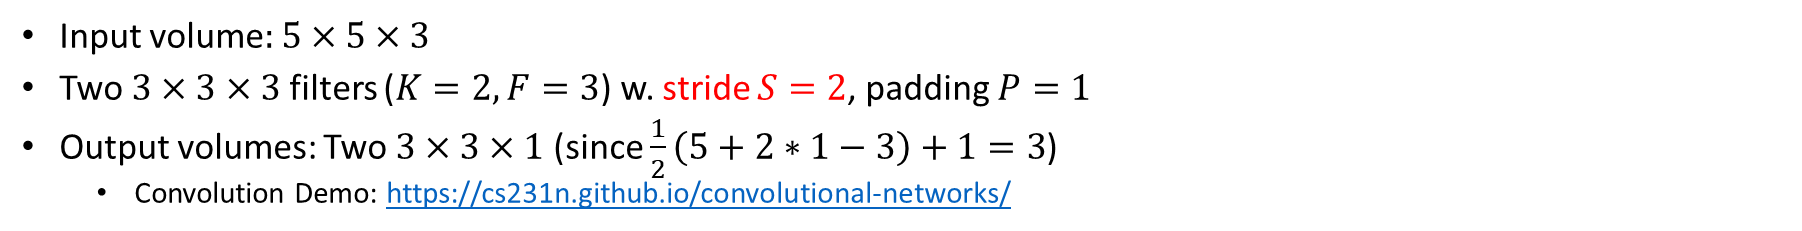 • Input volume: 5 × 5 × 3
• Two 3 × 3 × 3 filters (K = 2, F = 3) w. stride S = 2, padding P = 1
• Output volumes: Two 3 × 3 × 1 (since 1/2 (5 + 2 ∗ 1 − 3) + 1 = 3)
• Convolution Demo: https://cs231n.github.io/convolutional-networks/